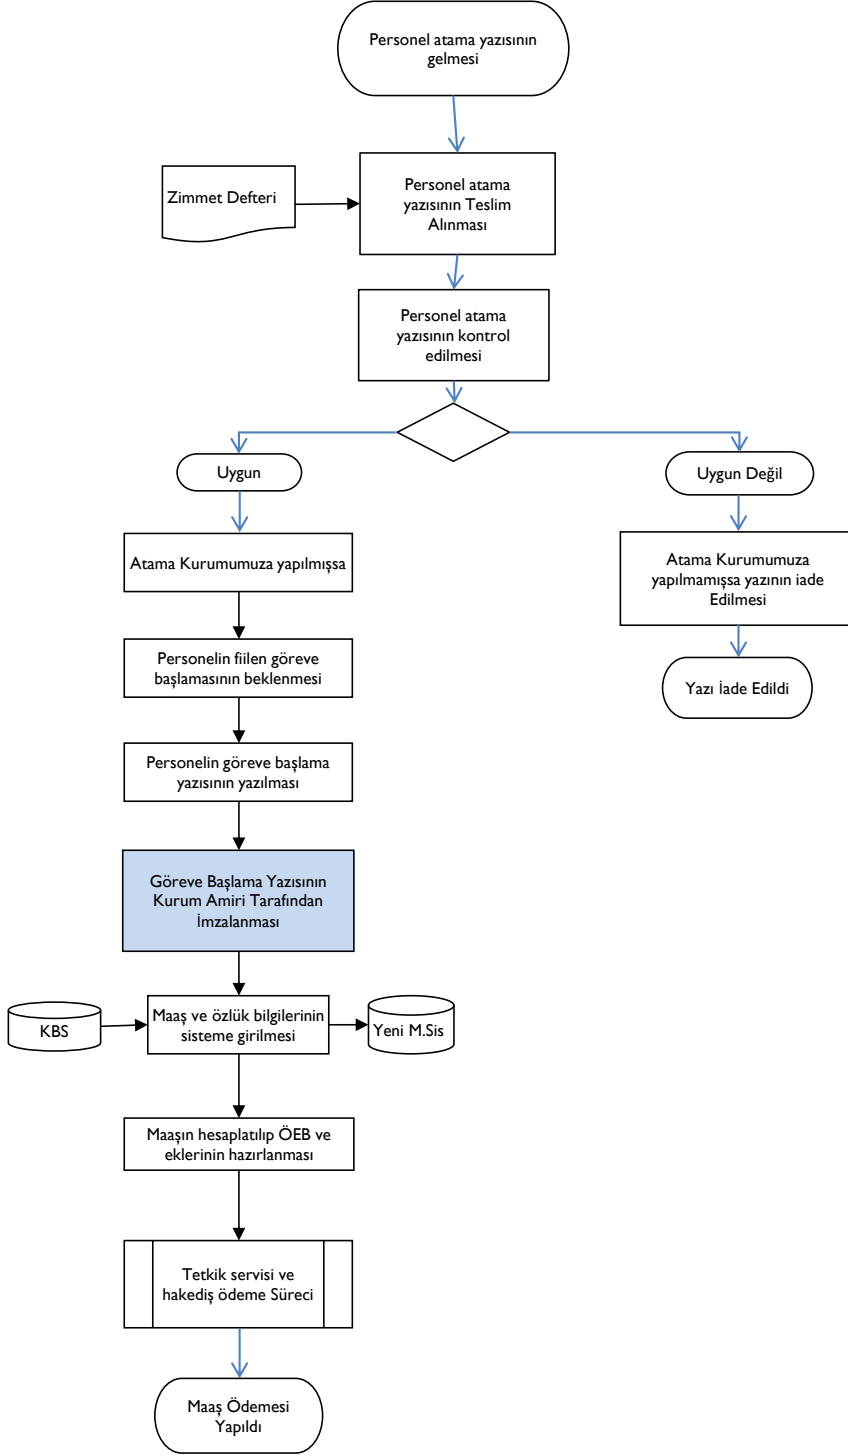 Personel atama yazısının
gelmesi
Zimmet Defteri
Personel atama
yazısının Teslim
Alınması
Personel atama
yazısının kontrol
edilmesi
Uygun
Uygun Değil
Atama Kurumumuza yapılmışsa
Atama Kurumumuza
yapılmamışsa yazının iade
Edilmesi
Personelin fiilen göreve
başlamasının beklenmesi
Yazı İade Edildi
Personelin göreve başlama
yazısının yazılması
Göreve Başlama Yazısının
Kurum Amiri Tarafından
İmzalanması
KBS
Maaş ve özlük bilgilerinin
sisteme girilmesi
Yeni M.Sis
Maaşın hesaplatılıp ÖEB ve
eklerinin hazırlanması
Tetkik servisi ve
hakediş ödeme Süreci
Maaş Ödemesi
Yapıldı